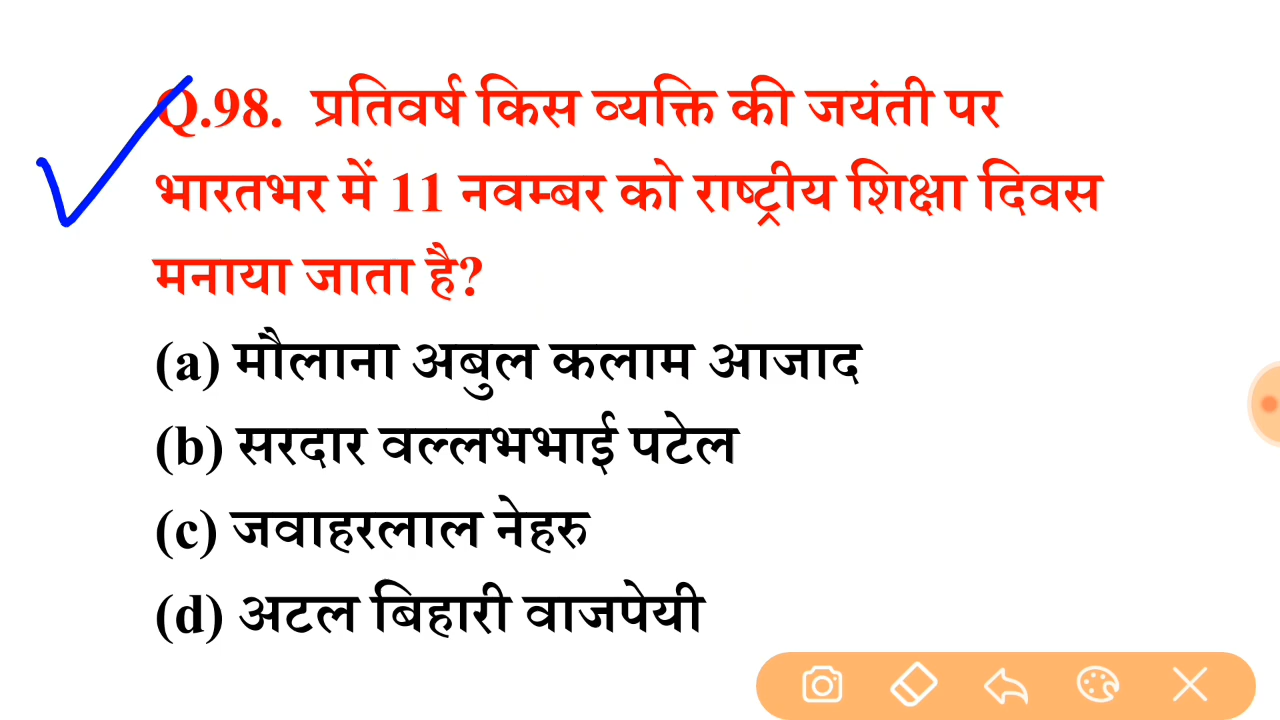 Q.98. प्रतिवर्ष किस व्यक्ति की जयंती पर
भारतभर में 11 नवम्बर को राष्ट्रीय शिक्षा दिवस
मनाया जाता है?
(a) मौलाना अबुल कलाम आजाद
(b) सरदार वल्लभभाई पटेल
(c) जवाहरलाल नेहरु
(d) अटल बिहारी वाजपेयी